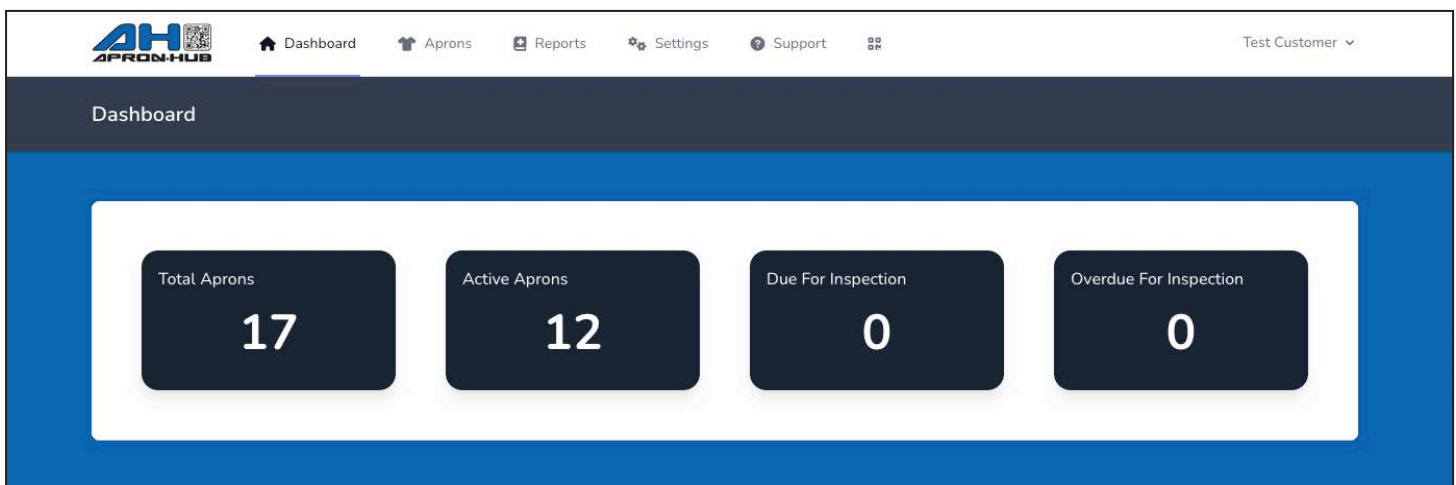 AH
APRON-HUB
Dashboard Aprons Reports Settings Support Test Customer
Dashboard
Total Aprons Active Aprons Due For Inspection Overdue For Inspection
17 12 0 0